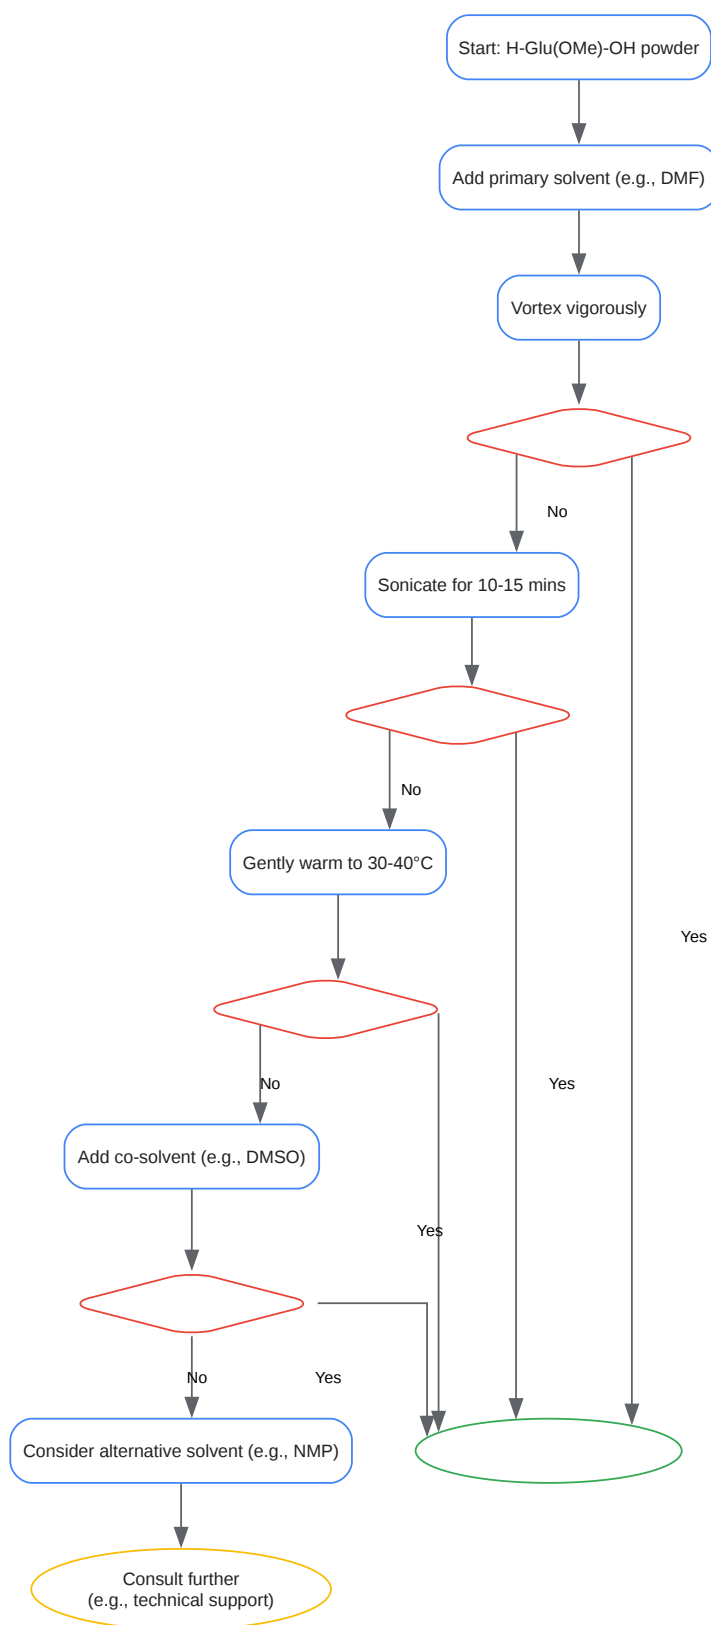 Start: H-Glu(OMe)-OH powder
Add primary solvent (e.g., DMF)
Vortex vigorously
No
Sonicate for 10-15 mins
No
Gently warm to 30-40°C
Yes
No
Yes
Add co-solvent (e.g., DMSO)
Yes
No
Yes
Consider alternative solvent (e.g., NMP)
Consult further
(e.g., technical support)